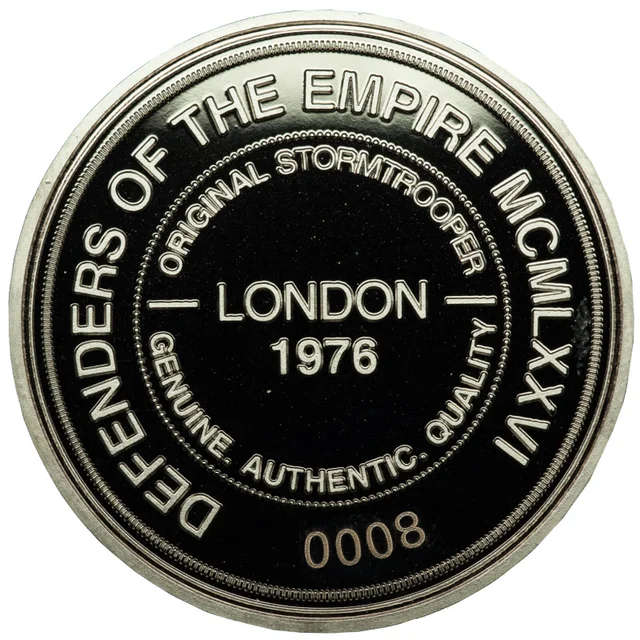 DEFENDERS OF THE EMPIRE MCMLXXVI
ORIGINAL STORMTROOPER
LONDON
1976
GENUINE. AUTHENTIC. QUALITY
0008